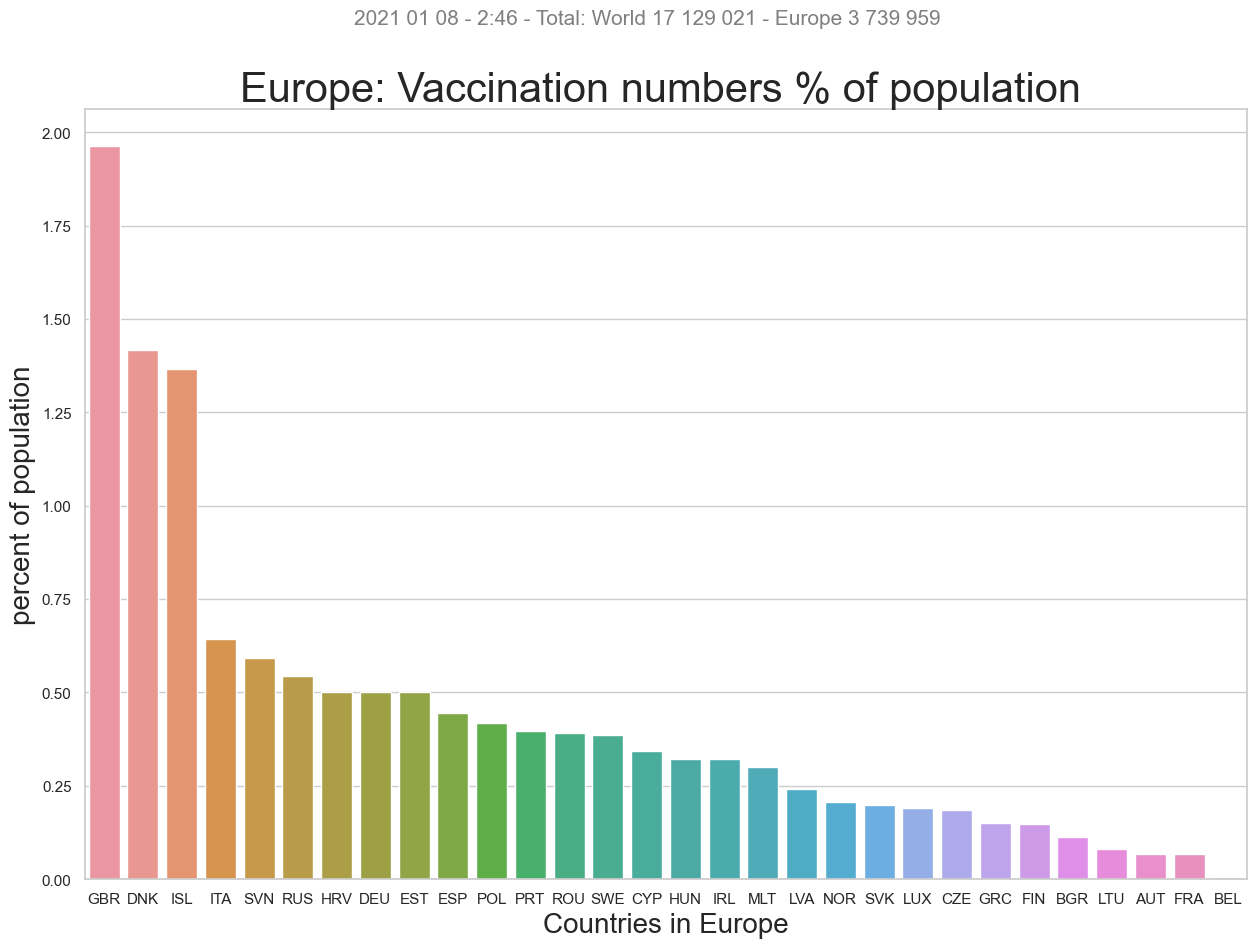 2021 01 08 - 2:46 - Total: World 17 129 021 - Europe 3 739 959
Europe: Vaccination numbers % of population
percent of population
2.00
1.75
1.50
1.25
1.00
0.75
0.50
0.25
0.00
GBR DNK ISL ITA SVN RUS HRV DEU EST ESP POL PRT ROU SWE CYP HUN IRL MLT LVA NOR SVK LUX CZE GRC FIN BGR LTU AUT FRA BEL
Countries in Europe